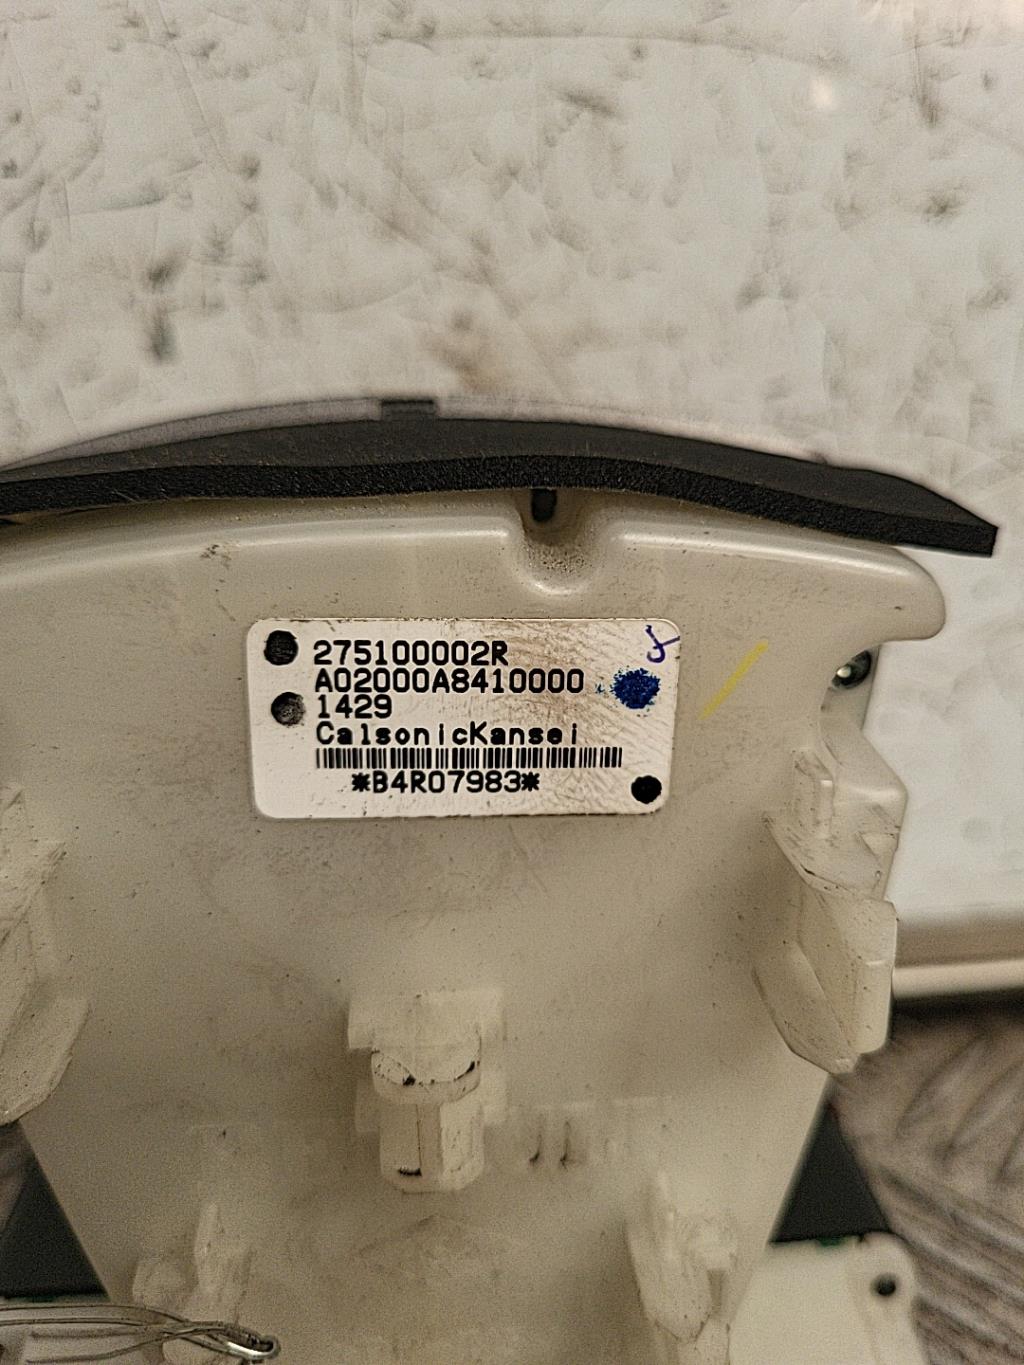 275100002R
A02000A8410000
1429
CalsonicKansei
*B4R07983*